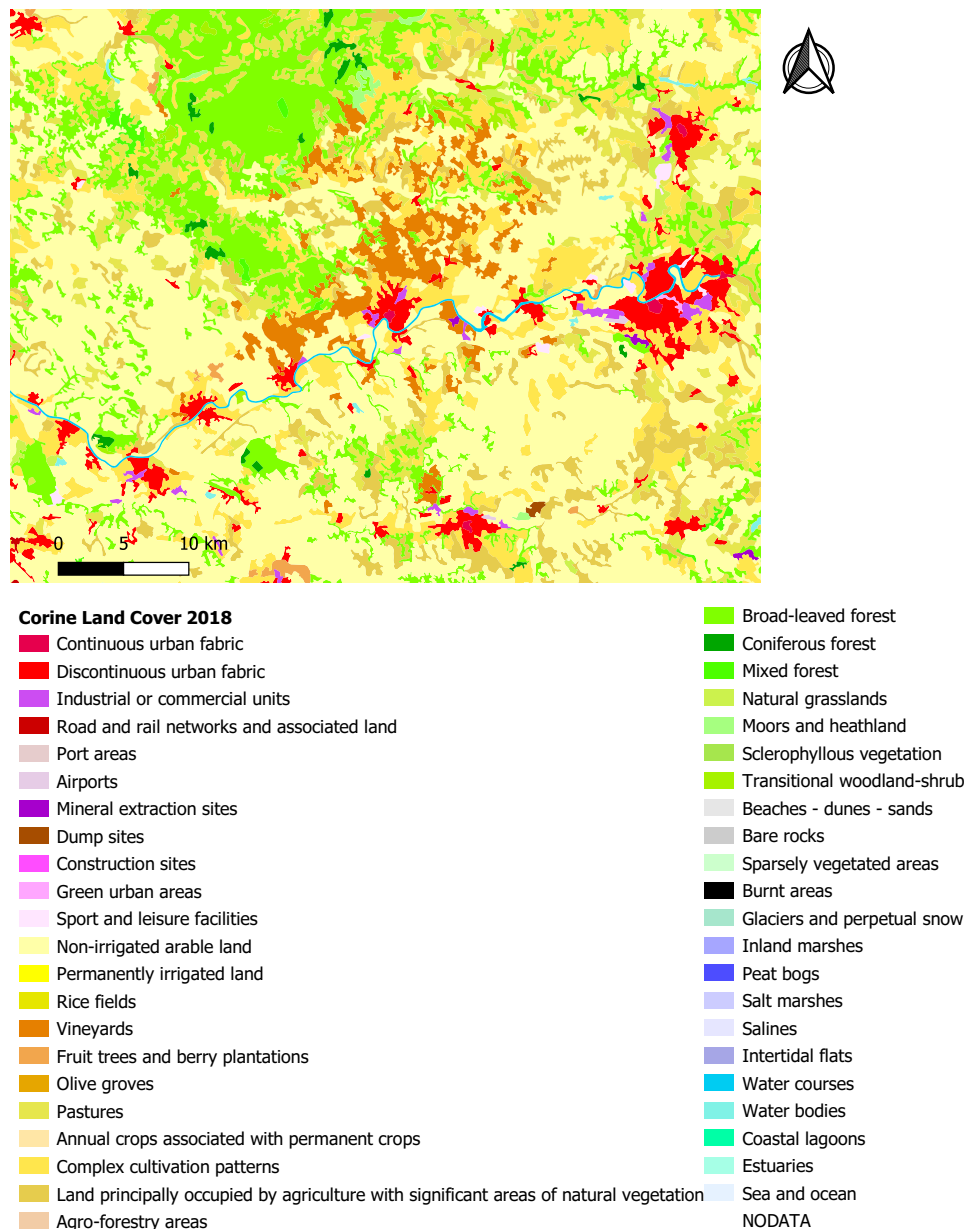 0 5 10 km
Corine Land Cover 2018
Continuous urban fabric
Discontinuous urban fabric
Industrial or commercial units
Road and rail networks and associated land
Port areas
Airports
Mineral extraction sites
Dump sites
Construction sites
Green urban areas
Sport and leisure facilities
Non-irrigated arable land
Permanently irrigated land
Rice fields
Vineyards
Fruit trees and berry plantations
Olive groves
Pastures
Annual crops associated with permanent crops
Complex cultivation patterns
Land principally occupied by agriculture with significant areas of natural vegetation
Agro-forestry areas
Broad-leaved forest
Coniferous forest
Mixed forest
Natural grasslands
Moors and heathland
Sclerophyllous vegetation
Transitional woodland-shrub
Beaches - dunes - sands
Bare rocks
Sparsely vegetated areas
Burnt areas
Glaciers and perpetual snow
Inland marshes
Peat bogs
Salt marshes
Salines
Intertidal flats
Water courses
Water bodies
Coastal lagoons
Estuaries
Sea and ocean
NODATA